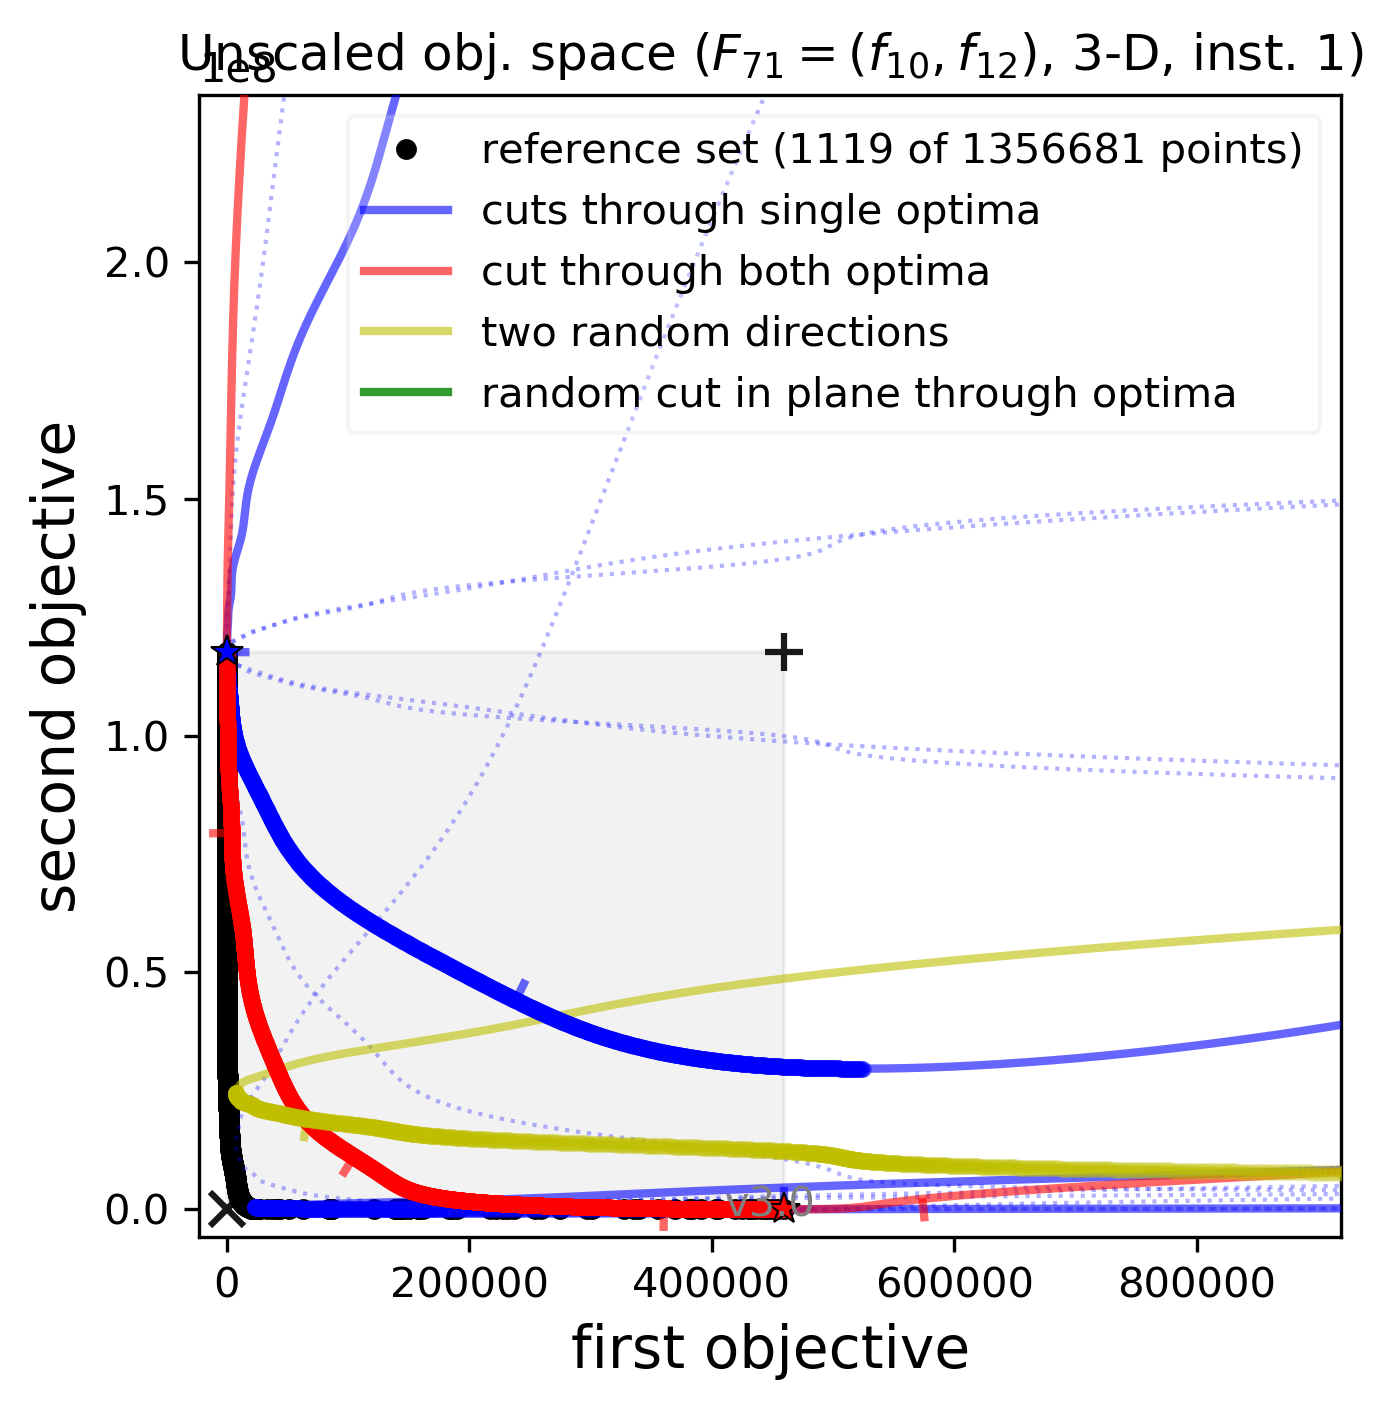 Unscaled obj. space ($F_{71} = (f_{10}, f_{12})$, 3-D, inst. 1)
1e8
reference set (1119 of 1356681 points)
cuts through single optima
cut through both optima
two random directions
random cut in plane through optima
second objective
2.0
1.5
1.0
0.5
0.0
v3.0
0 200000 400000 600000 800000
first objective